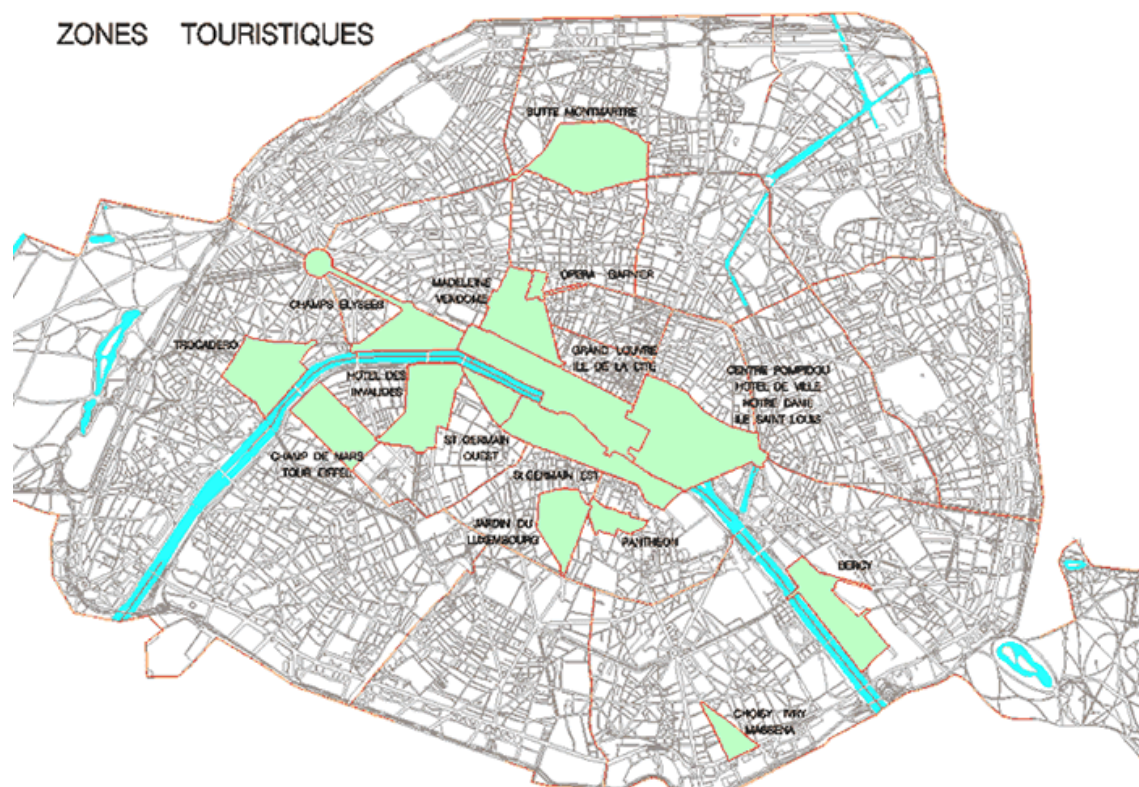 ZONES TOURISTIQUES
BUTTE MONTMARTRE
OPERA GARNIER
MADELEINE
VENDOME
CHAMPS ELYSEES
TROCADERO
GRAND LOUVRE
ILE DE LA CITE
HOTEL DES
INVALIDES
CENTRE POMPIDOU
HOTEL DE VILLE
NOTRE DAME
ILE SAINT LOUIS
ST GERMAIN
OUEST
CHAMP DE MARS
TOUR EIFFEL
ST GERMAIN EST
JARDIN DU
LUXEMBOURG
PANTHEON
BERCY
CHOISY IVRY
MASSENA